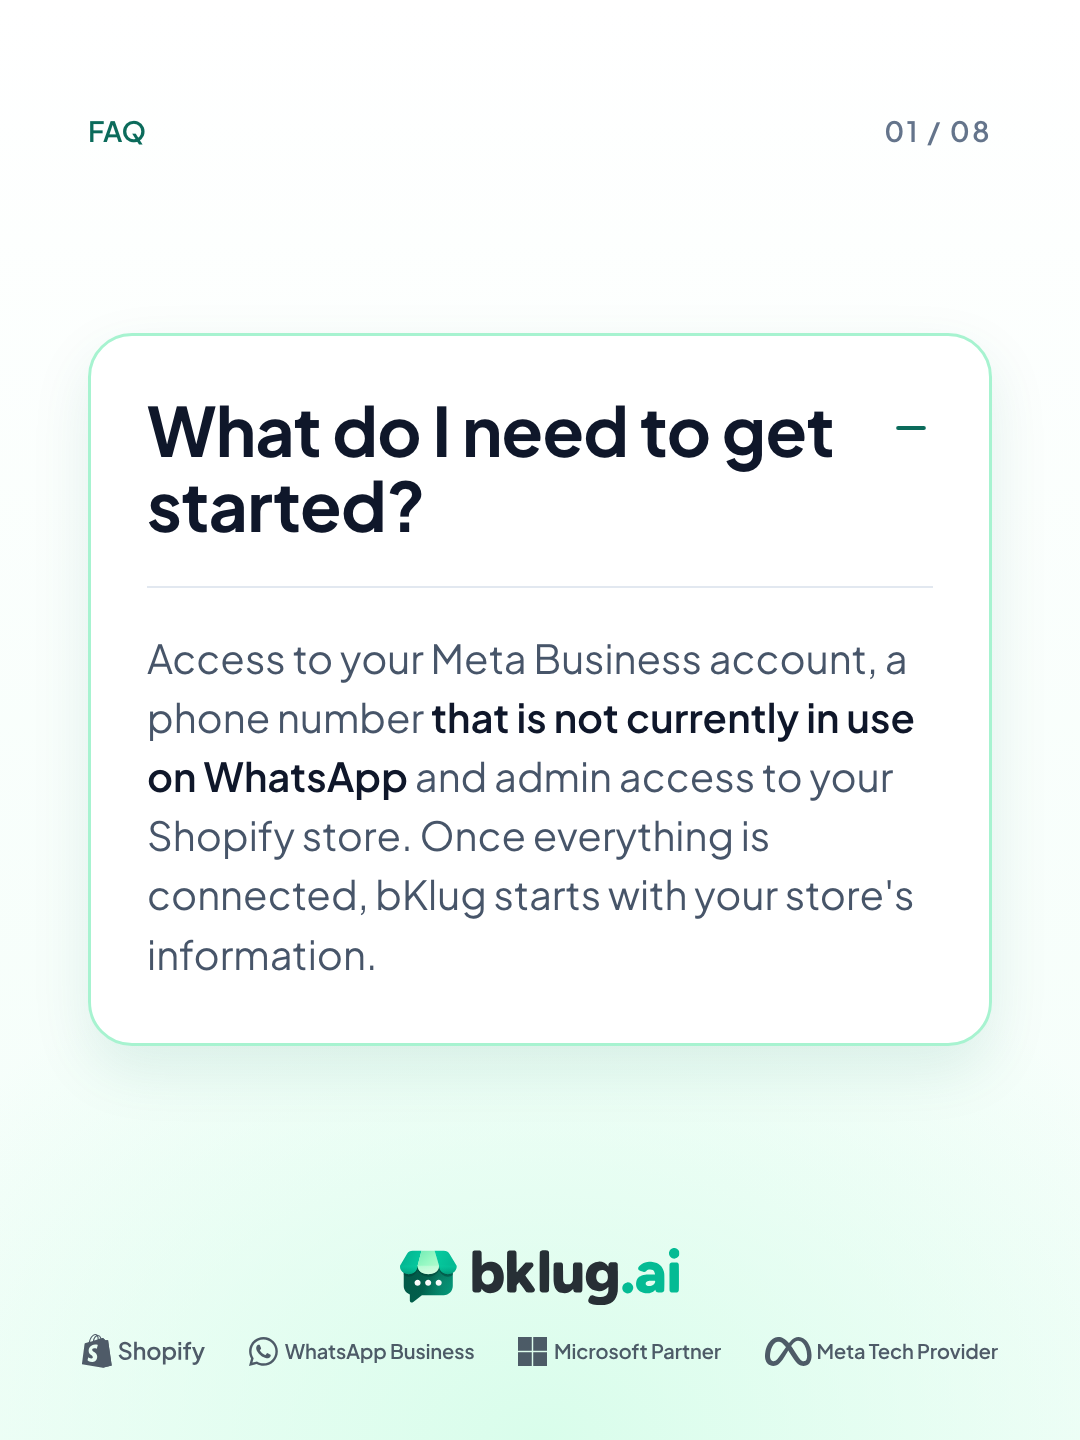 FAQ
01 / 08
What do I need to get
started?
Access to your Meta Business account, a
phone number that is not currently in use
on WhatsApp and admin access to your
Shopify store. Once everything is
connected, bKlug starts with your store's
information.
bklug.ai
Shopify
WhatsApp Business
Microsoft Partner
Meta Tech Provider